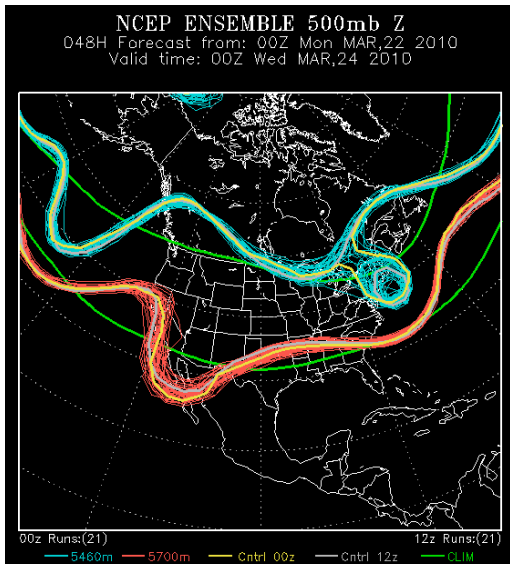 NCEP ENSEMBLE 500mb Z
048H Forecast from: 00Z Mon MAR,22 2010
Valid time: 00Z Wed MAR,24 2010
00z Runs:(21) 12z Runs:(21)
5460m 5700m Cntrl 00z Cntrl 12z CLIM